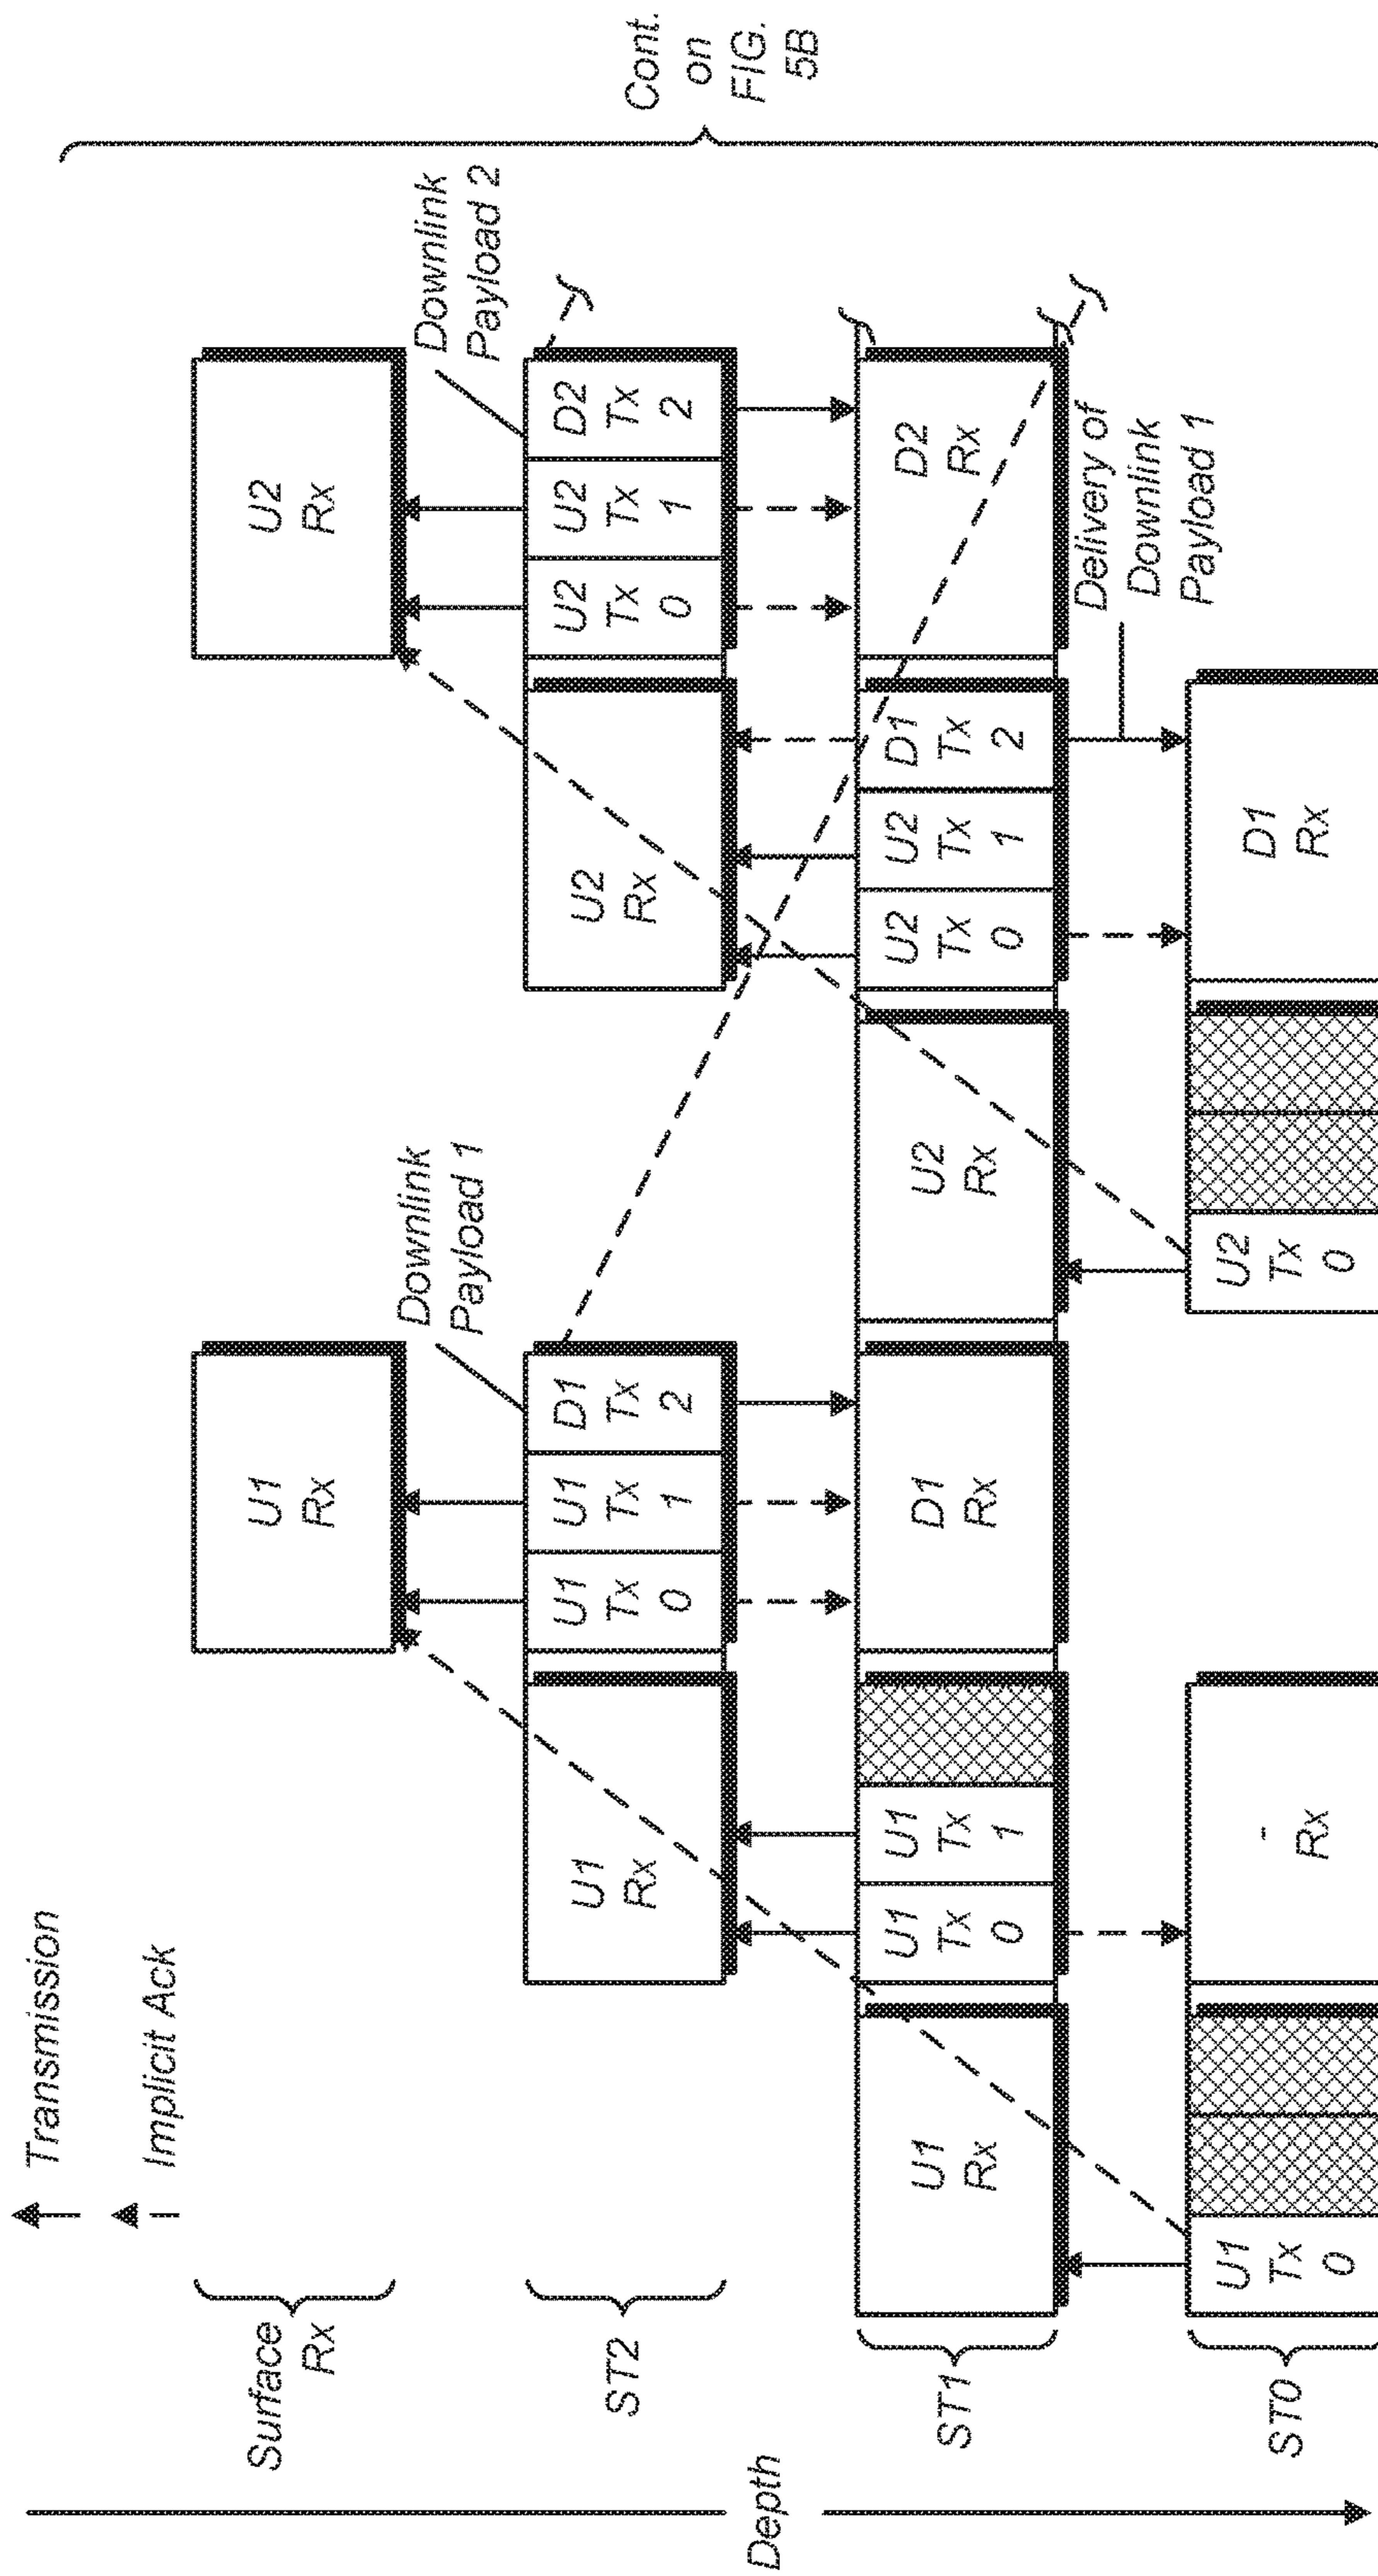 Transmission
Implicit Ack
Depth
Surface
Rx
U1
Rx
U2
Rx
Downlink
Payload 1
Downlink
Payload 2
ST2
U1
Rx
U1
Tx
0
U1
Tx
1
D1
Tx
2
U2
Rx
U2
Tx
0
U2
Tx
1
D2
Tx
2
ST1
U1
Rx
U1
Tx
0
U1
Tx
1
D1
Rx
U2
Rx
U2
Tx
0
U2
Tx
1
D1
Tx
2
D2
Rx
Delivery of
Downlink
Payload 1
ST0
U1
Tx
0
-
Rx
U2
Tx
0
D1
Rx
Cont.
on
FIG.
5B